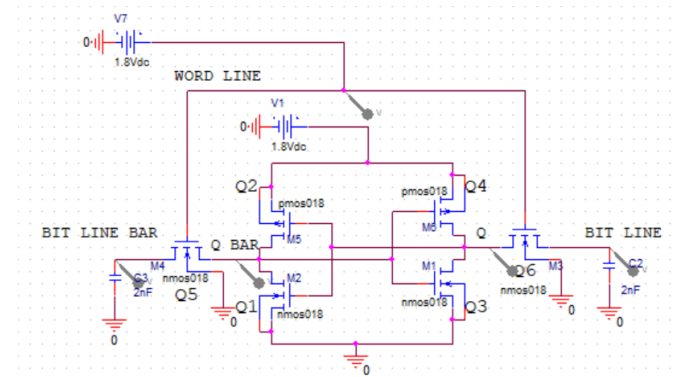 V7
0
1.8Vdc
WORD LINE
V
V1
0
1.8Vdc
Q2
pmos018
pmos018
Q4
M5
M6
BIT LINE BAR
Q BAR
Q
BIT LINE
M4
M2
M1
Q6
M3
C3
2nF
nmos018
Q5
V
Q1
nmos018
nmos018
Q3
nmos018
C2
2nF
V
0
0
0
0
0